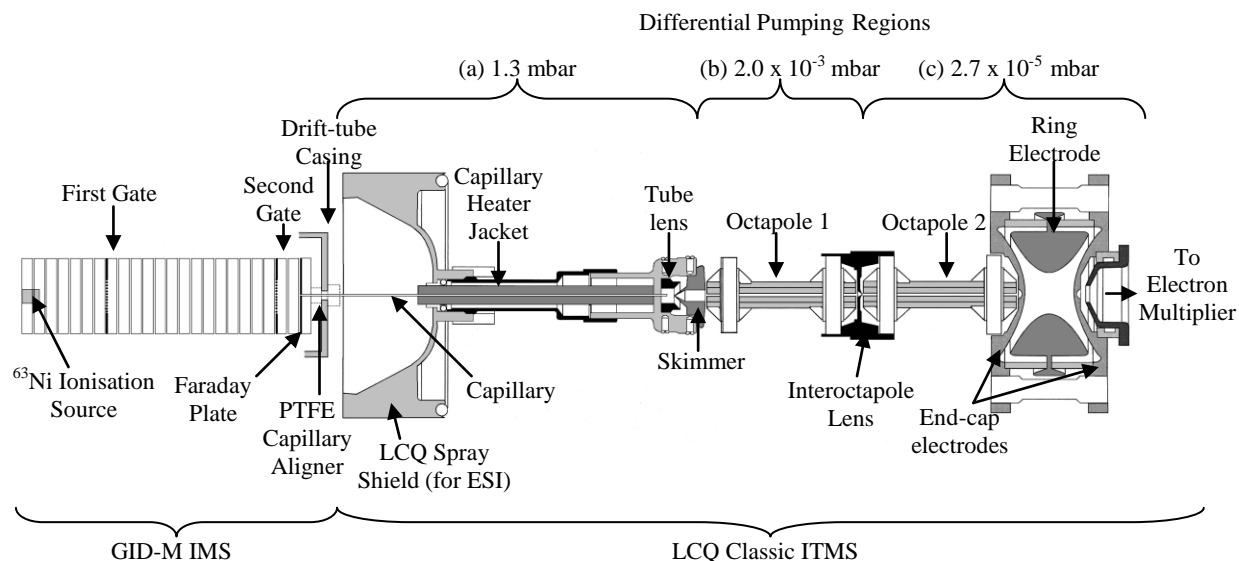 Differential Pumping Regions
(a) 1.3 mbar
(b) 2.0 x 10⁻³ mbar
(c) 2.7 x 10⁻⁵ mbar
Drift-tube
Casing
First Gate
Second
Gate
Capillary
Heater
Jacket
Tube
lens
Octapole 1
Octapole 2
Ring
Electrode
To
Electron
Multiplier
⁶³Ni Ionisation
Source
Faraday
Plate
PTFE
Capillary
Aligner
LCQ Spray
Shield (for ESI)
Capillary
Skimmer
Interoctapole
Lens
End-cap
electrodes
GID-M IMS
LCQ Classic ITMS